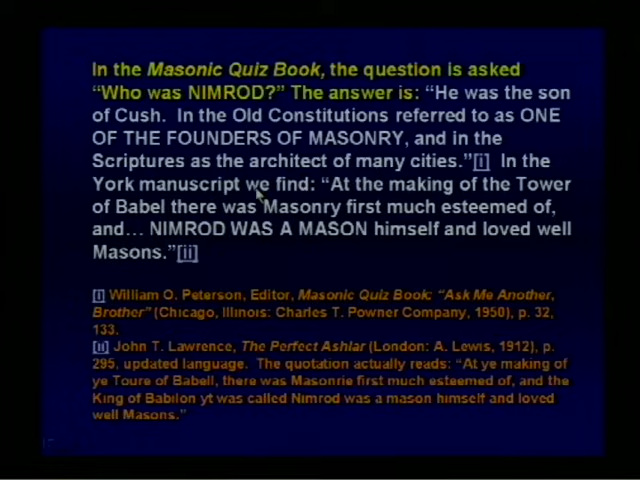 In the Masonic Quiz Book, the question is asked
“Who was NIMROD?” The answer is: “He was the son
of Cush. In the Old Constitutions referred to as ONE
OF THE FOUNDERS OF MASONRY, and in the
Scriptures as the architect of many cities.”[i] In the
York manuscript we find: “At the making of the Tower
of Babel there was Masonry first much esteemed of,
and… NIMROD WAS A MASON himself and loved well
Masons.”[ii]
[i] William O. Peterson, Editor, Masonic Quiz Book: “Ask Me Another,
Brother” (Chicago, Illinois: Charles T. Powner Company, 1950), p. 32,
133.
[ii] John T. Lawrence, The Perfect Ashlar (London: A. Lewis, 1912), p.
295, updated language. The quotation actually reads: “At ye making of
ye Toure of Babell, there was Masonrie first much esteemed of, and the
King of Babilon yt was called Nimrod was a mason himself and loved
well Masons.”